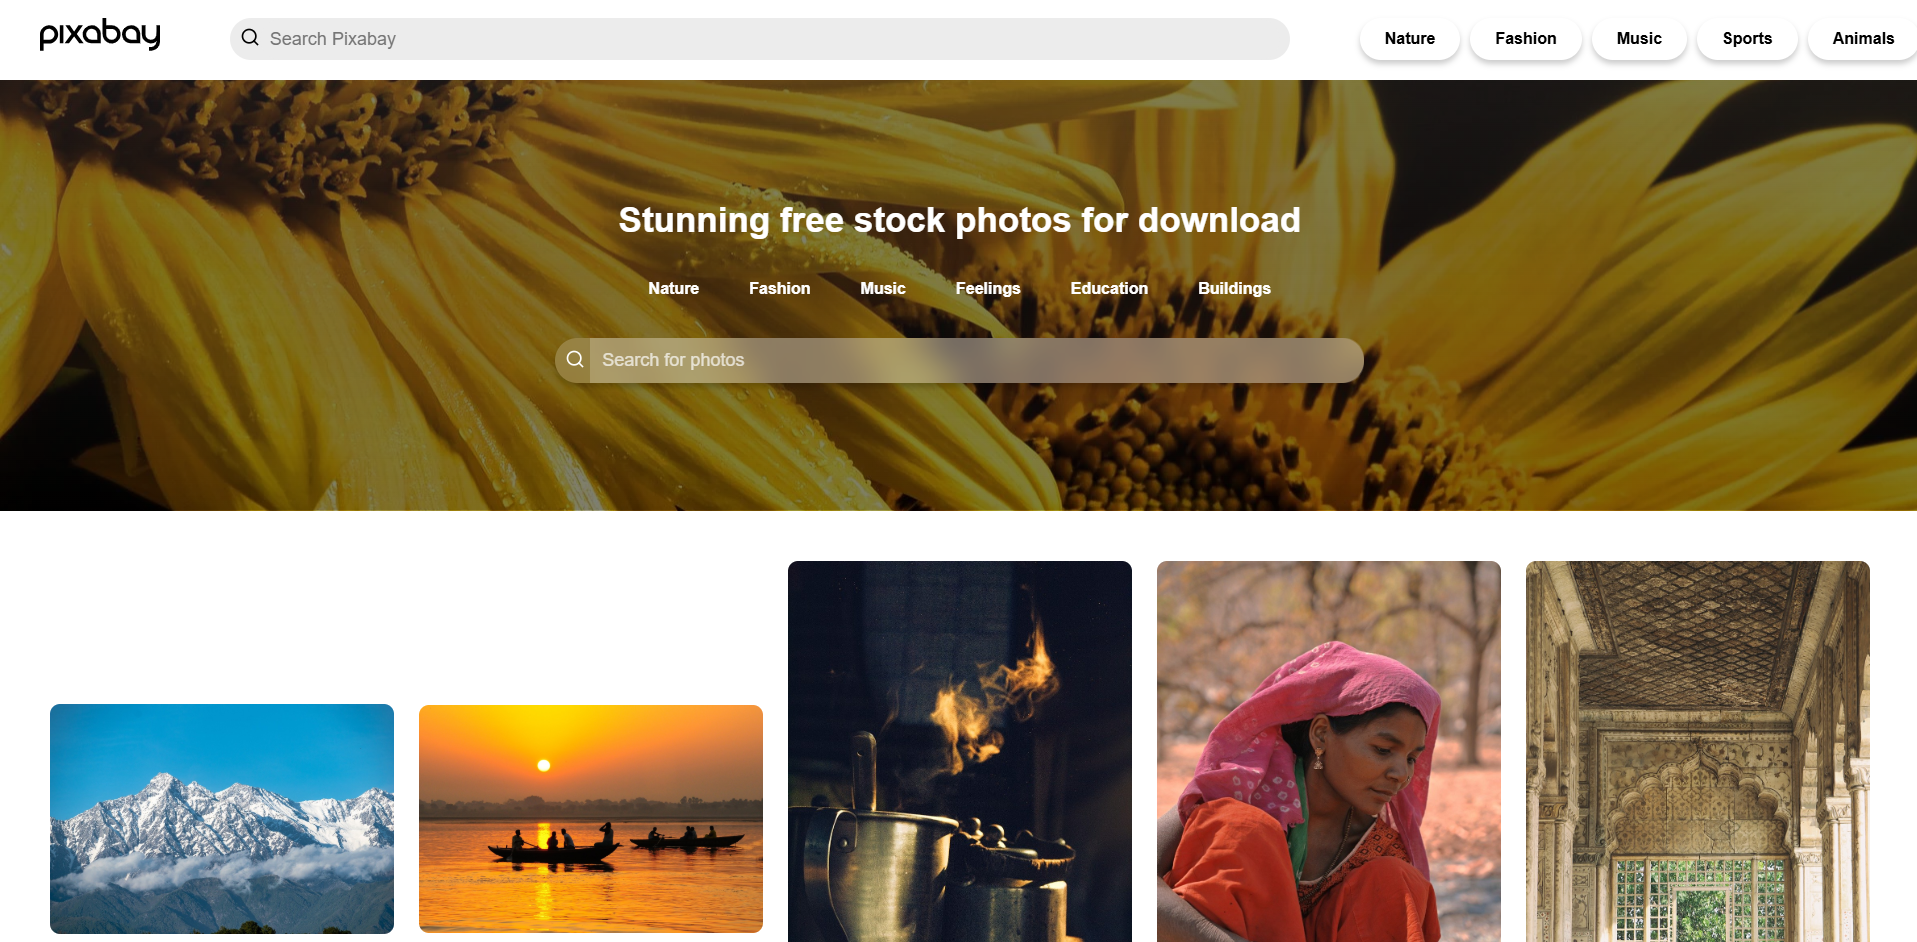 pixabay
Search Pixabay
Nature Fashion Music Sports Animals
Stunning free stock photos for download
Nature Fashion Music Feelings Education Buildings
Search for photos